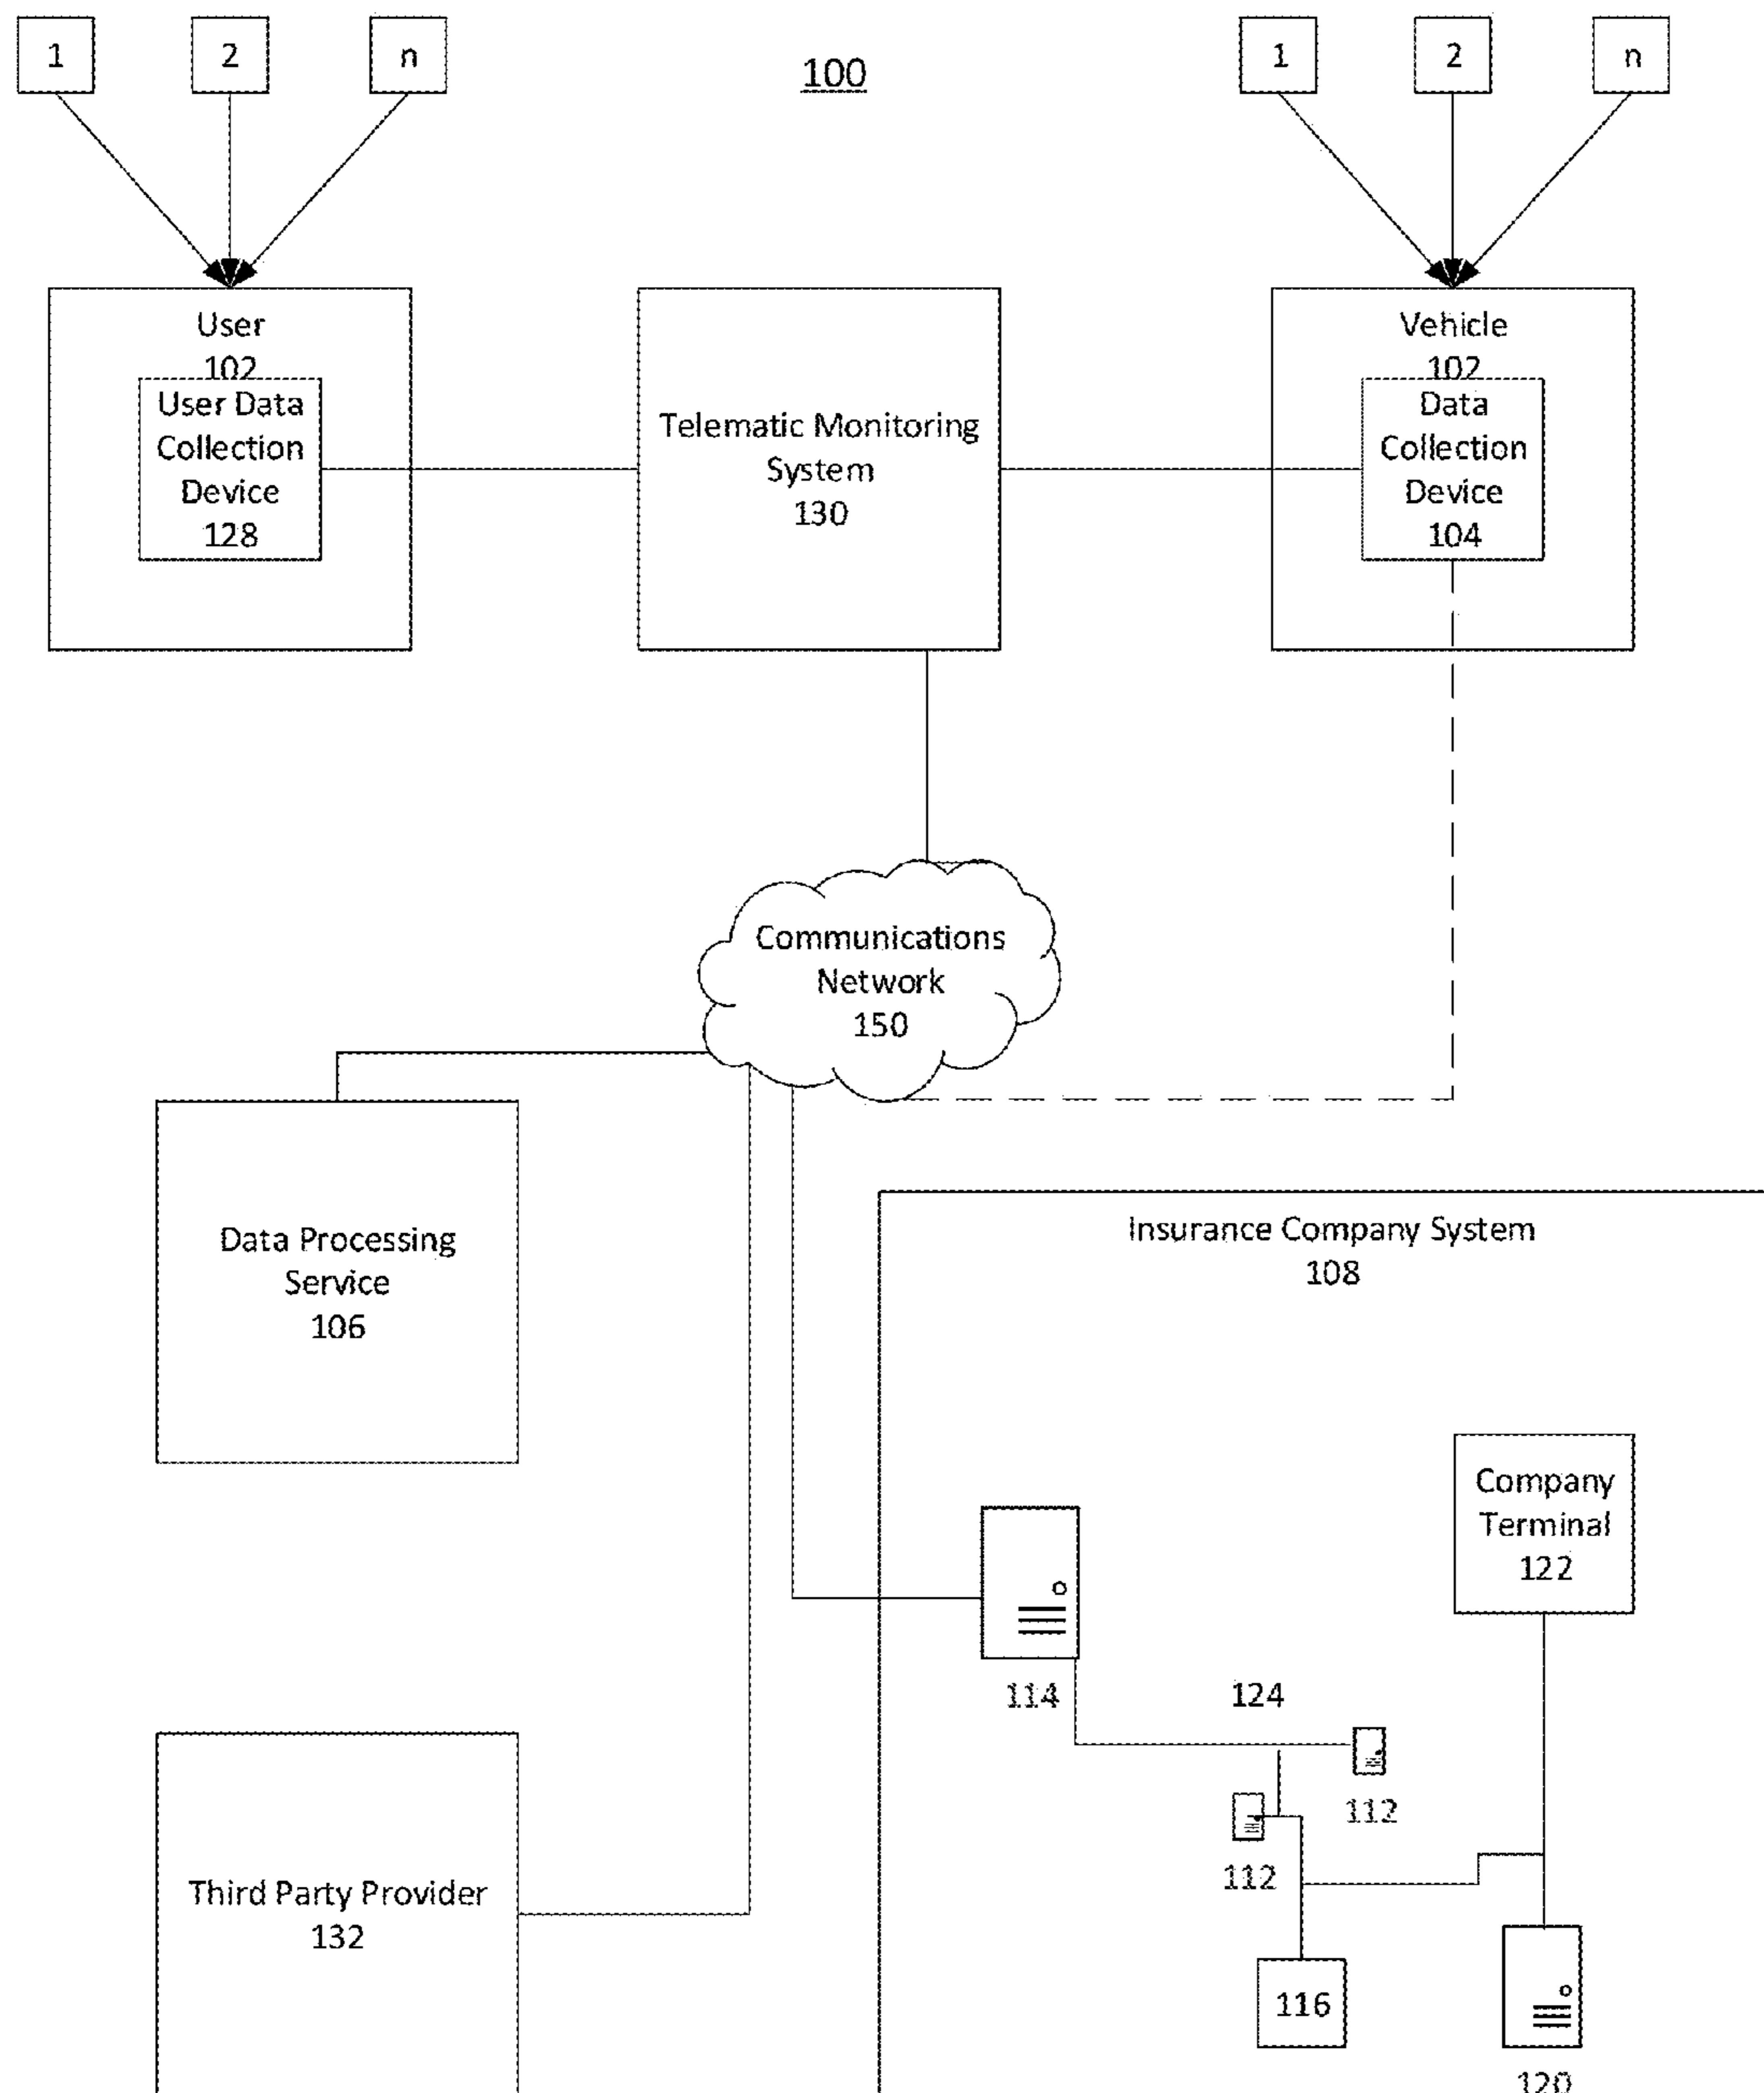 1
2
n
100
1
2
n
User
102
User Data
Collection
Device
128
Telematic Monitoring
System
130
Vehicle
102
Data
Collection
Device
104
Communications
Network
150
Data Processing
Service
106
Insurance Company System
108
Company
Terminal
122
114
124
112
112
Third Party Provider
132
116
120